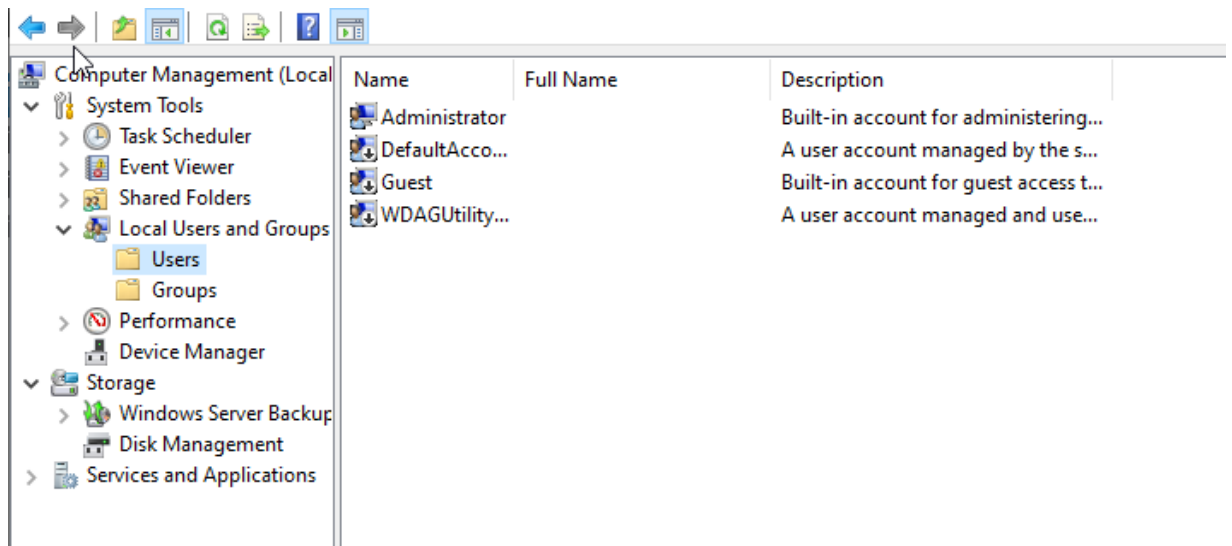 Computer Management (Local
System Tools
Task Scheduler
Event Viewer
Shared Folders
Local Users and Groups
Users
Groups
Performance
Device Manager
Storage
Windows Server Backup
Disk Management
Services and Applications
Name Full Name Description
Administrator Built-in account for administering...
DefaultAcco... A user account managed by the s...
Guest Built-in account for guest access t...
WDAGUtility... A user account managed and use...